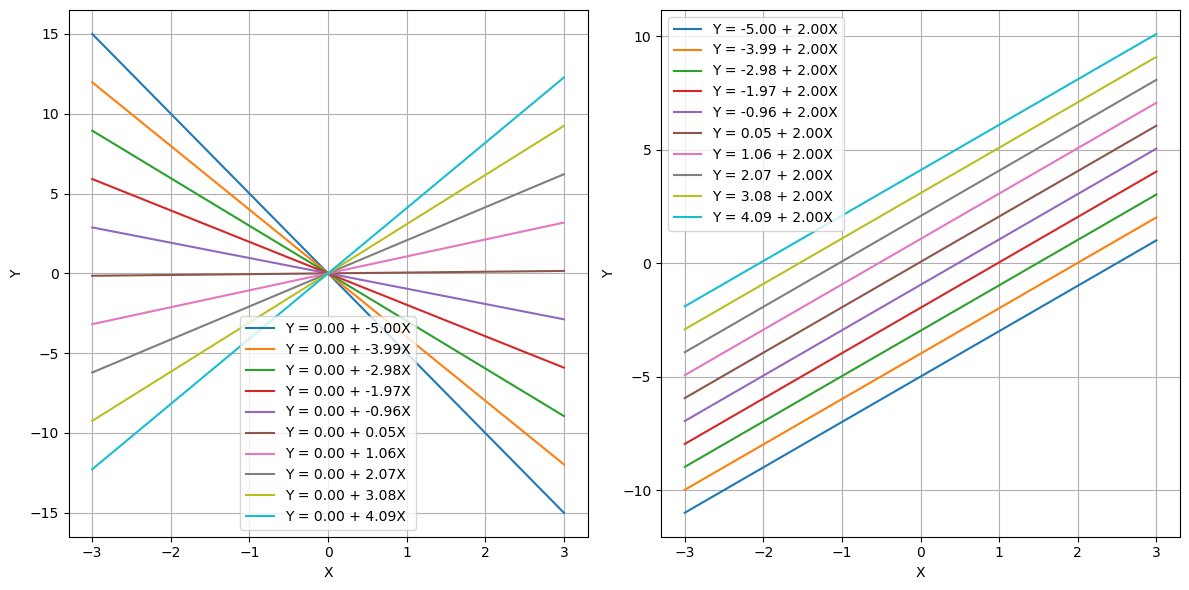 15
10
5
0
−5
−10
−15
Y
Y = 0.00 + -5.00X
Y = 0.00 + -3.99X
Y = 0.00 + -2.98X
Y = 0.00 + -1.97X
Y = 0.00 + -0.96X
Y = 0.00 + 0.05X
Y = 0.00 + 1.06X
Y = 0.00 + 2.07X
Y = 0.00 + 3.08X
Y = 0.00 + 4.09X
−3 −2 −1 0 1 2 3
X
10
5
0
−5
−10
Y
Y = -5.00 + 2.00X
Y = -3.99 + 2.00X
Y = -2.98 + 2.00X
Y = -1.97 + 2.00X
Y = -0.96 + 2.00X
Y = 0.05 + 2.00X
Y = 1.06 + 2.00X
Y = 2.07 + 2.00X
Y = 3.08 + 2.00X
Y = 4.09 + 2.00X
−3 −2 −1 0 1 2 3
X